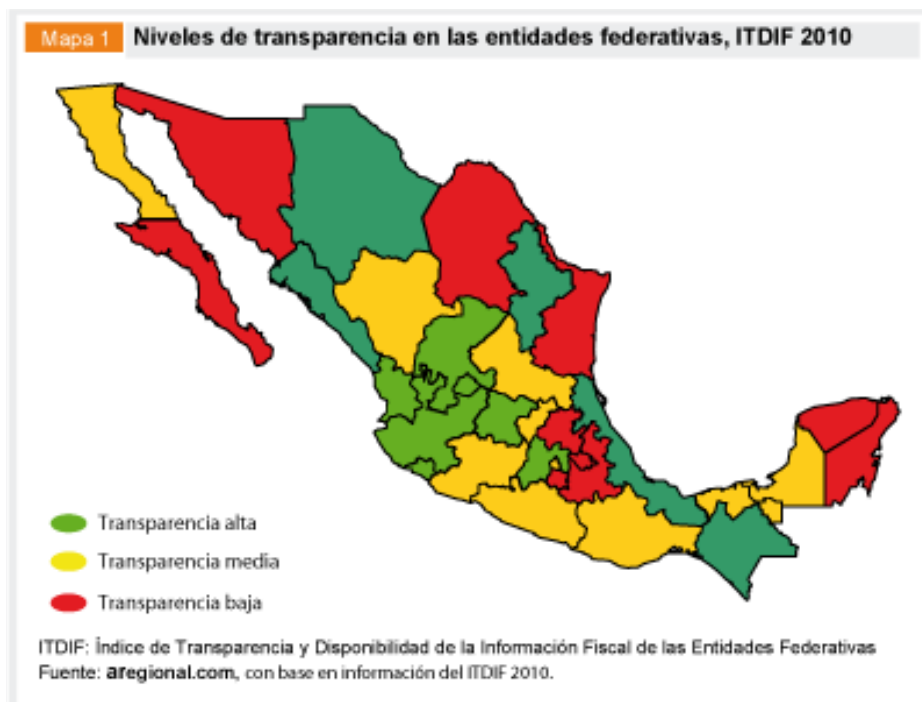 Mapa 1 Niveles de transparencia en las entidades federativas, ITDIF 2010
Transparencia alta
Transparencia media
Transparencia baja
ITDIF: Índice de Transparencia y Disponibilidad de la Información Fiscal de las Entidades Federativas
Fuente: aregional.com, con base en información del ITDIF 2010.